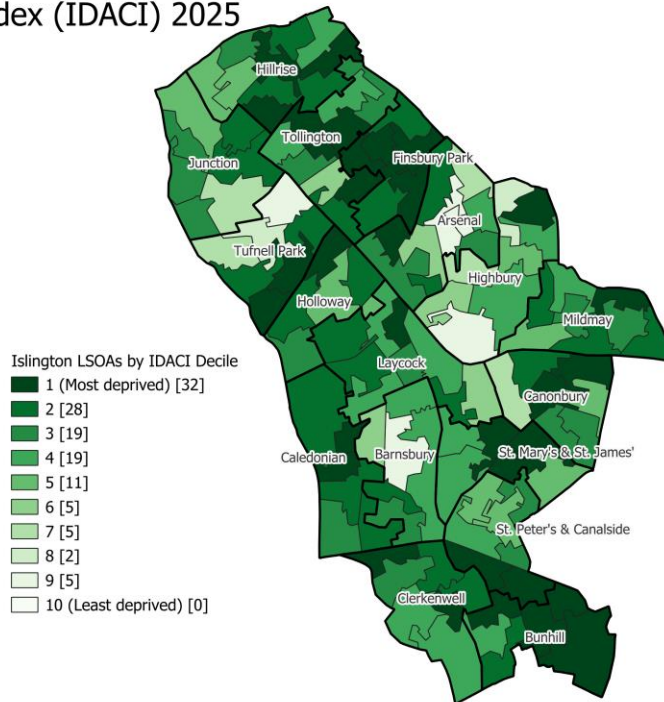 dex (IDACI) 2025
Hillrise
Tollington
Finsbury Park
Junction
Arsenal
Tufnell Park
Highbury
Holloway
Mildmay
Islington LSOAs by IDACI Decile
1 (Most deprived) [32]
2 [28]
3 [19]
4 [19]
5 [11]
6 [5]
7 [5]
8 [2]
9 [5]
10 (Least deprived) [0]
Laycock
Canonbury
Caledonian
Barnsbury
St. Mary's & St. James'
St. Peter's & Canalside
Clerkenwell
Bunhill